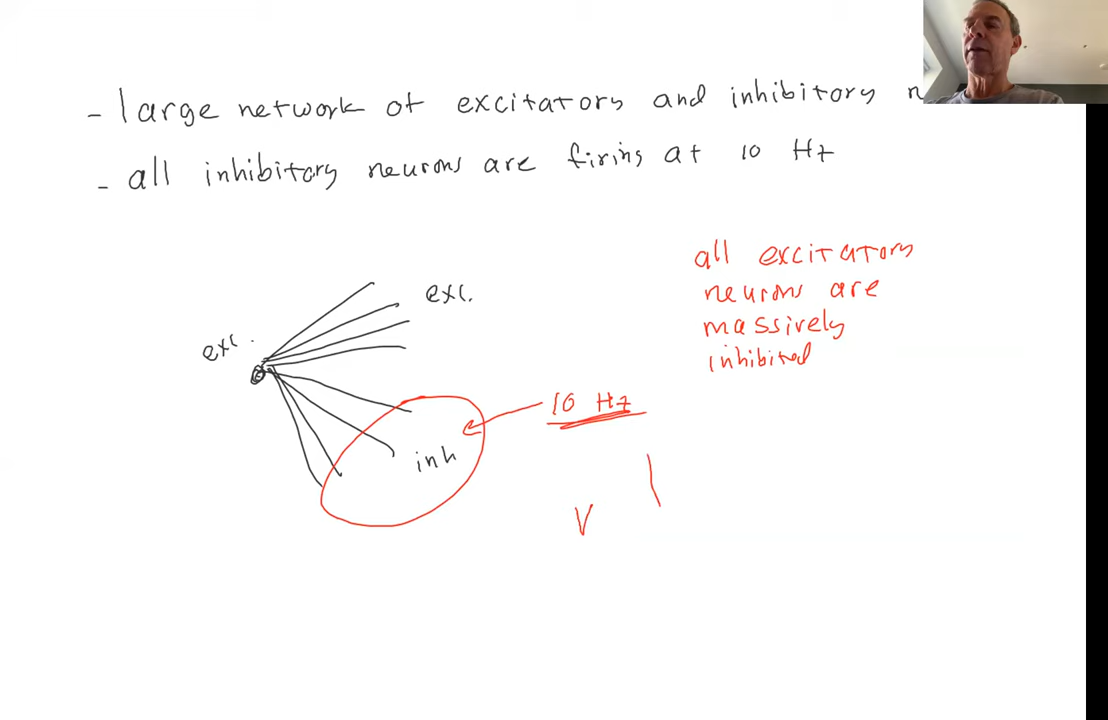 - large network of excitatory and inhibitory n
- all inhibitory neurons are firing at 10 Hz
exc.
exc.
inh
10 Hz
V
all excitatory
neurons are
massively
inhibited